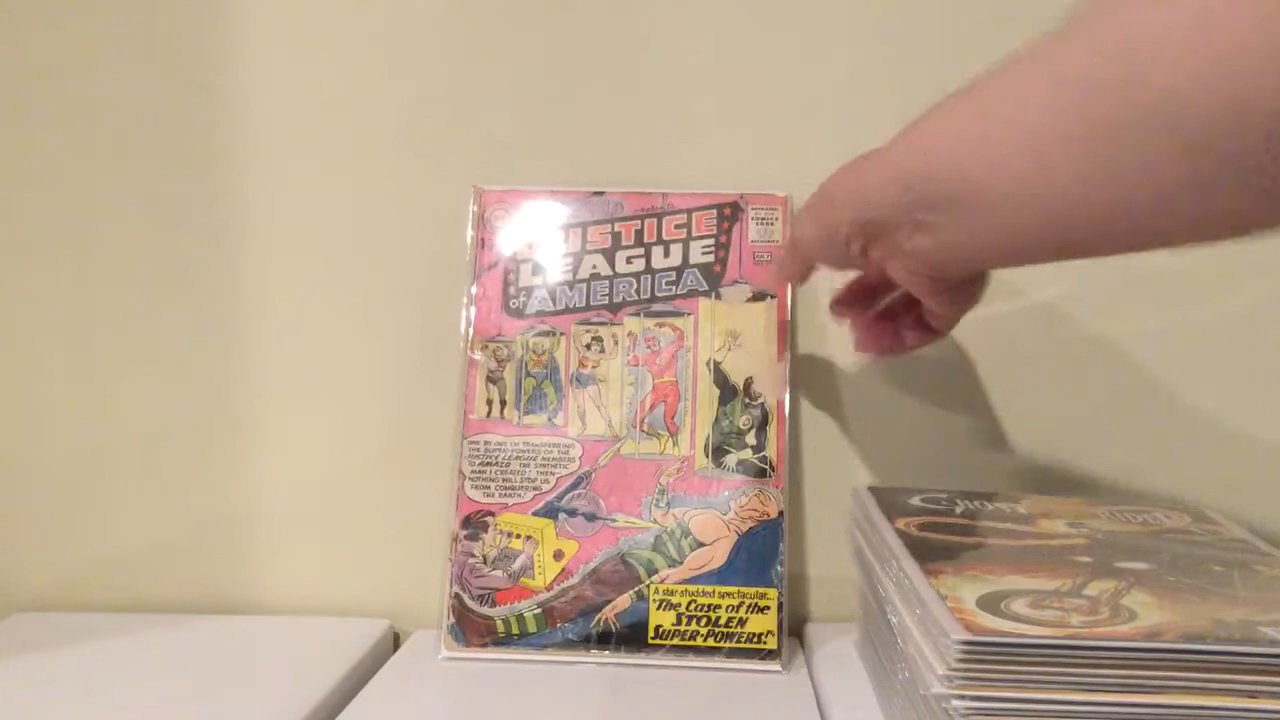 JUSTICE
LEAGUE
of AMERICA
APPROVED
BY THE
COMICS
CODE
AUTHORITY
JULY
ONE BY ONE I'M TRANSFERRING
THE SUPER-POWERS OF THE
JUSTICE LEAGUE MEMBERS
TO AMAZO THE SYNTHETIC
MAN I CREATED! THEN—
NOTHING WILL STOP US
FROM CONQUERING
THE EARTH!
A star-studded spectacular...
"The Case of the
STOLEN
SUPER-POWERS!"
GHOST RIDER